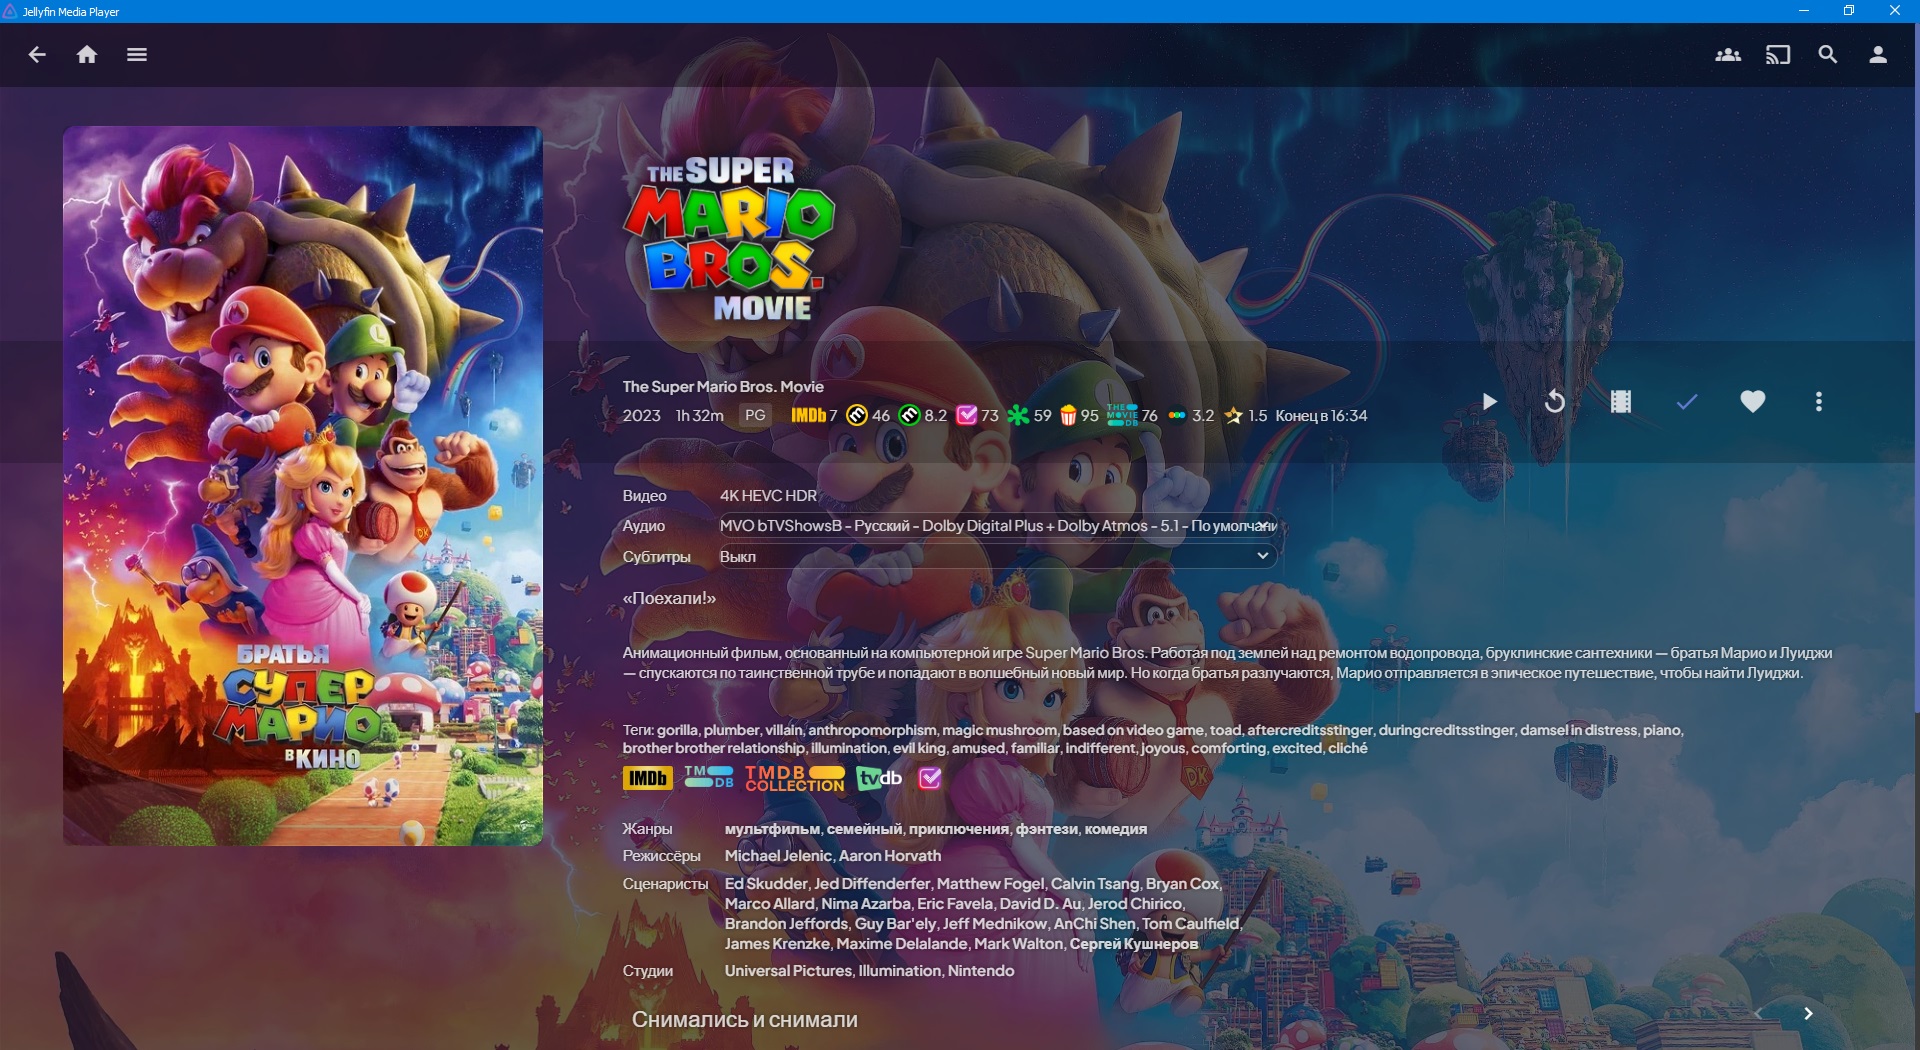 Jellyfin Media Player
THE SUPER
MARIO
BROS.
MOVIE
БРАТЬЯ
СУПЕР
МАРИО
В КИНО
The Super Mario Bros. Movie
2023 1h 32m PG IMDb 7 46 8.2 73 59 95 THE MOVIE DB 76 3.2 1.5 Конец в 16:34
Видео 4K HEVC HDR
Аудио MVO bTVShowsB - Русский - Dolby Digital Plus + Dolby Atmos - 5.1 - По умолчани
Субтитры Выкл
«Поехали!»
Анимационный фильм, основанный на компьютерной игре Super Mario Bros. Работая под землей над ремонтом водопровода, бруклинские сантехники — братья Марио и Луиджи
— спускаются по таинственной трубе и попадают в волшебный новый мир. Но когда братья разлучаются, Марио отправляется в эпическое путешествие, чтобы найти Луиджи.
Теги: gorilla, plumber, villain, anthropomorphism, magic mushroom, based on video game, toad, aftercreditsstinger, duringcreditsstinger, damsel in distress, piano,
brother brother relationship, illumination, evil king, amused, familiar, indifferent, joyous, comforting, excited, cliché
IMDb TMDB TMDB COLLECTION tvdb
Жанры мультфильм, семейный, приключения, фэнтези, комедия
Режиссёры Michael Jelenic, Aaron Horvath
Сценаристы Ed Skudder, Jed Diffenderfer, Matthew Fogel, Calvin Tsang, Bryan Cox,
Marco Allard, Nima Azarba, Eric Favela, David D. Au, Jerod Chirico,
Brandon Jeffords, Guy Bar'ely, Jeff Mednikow, AnChi Shen, Tom Caulfield,
James Krenzke, Maxime Delalande, Mark Walton, Сергей Кушнеров
Студии Universal Pictures, Illumination, Nintendo
Снимались и снимали